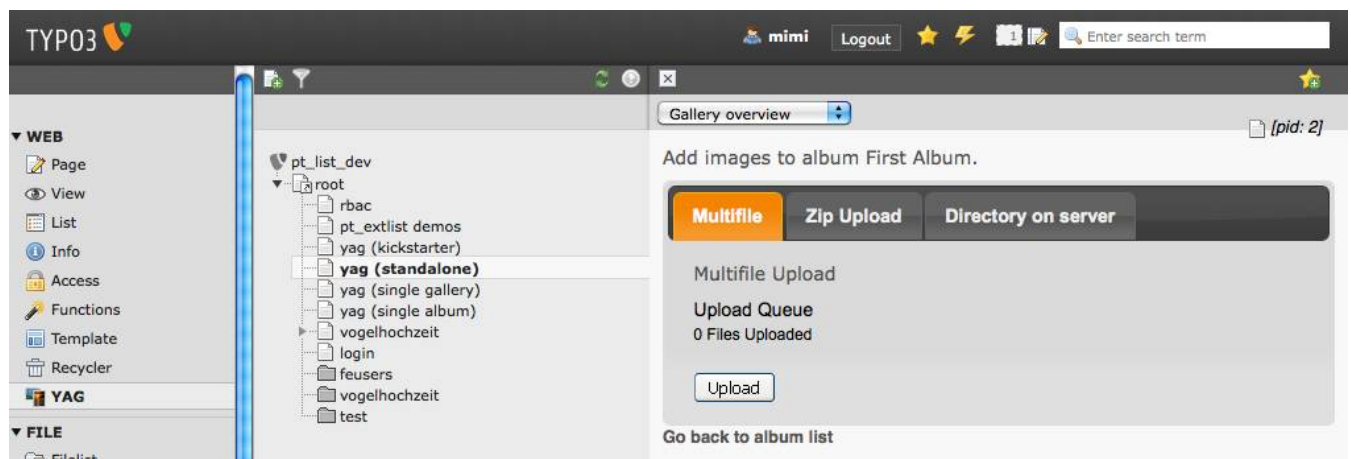 TYPO3
mimi
Logout
1
Enter search term
Gallery overview
[pid: 2]
WEB
Page
View
List
Info
Access
Functions
Template
Recycler
YAG
FILE
Filelist
pt_list_dev
root
rbac
pt_extlist demos
yag (kickstarter)
yag (standalone)
yag (single gallery)
yag (single album)
vogelhochzeit
login
feusers
vogelhochzeit
test
Add images to album First Album.
Multifile Zip Upload Directory on server
Multifile Upload
Upload Queue
0 Files Uploaded
Upload
Go back to album list